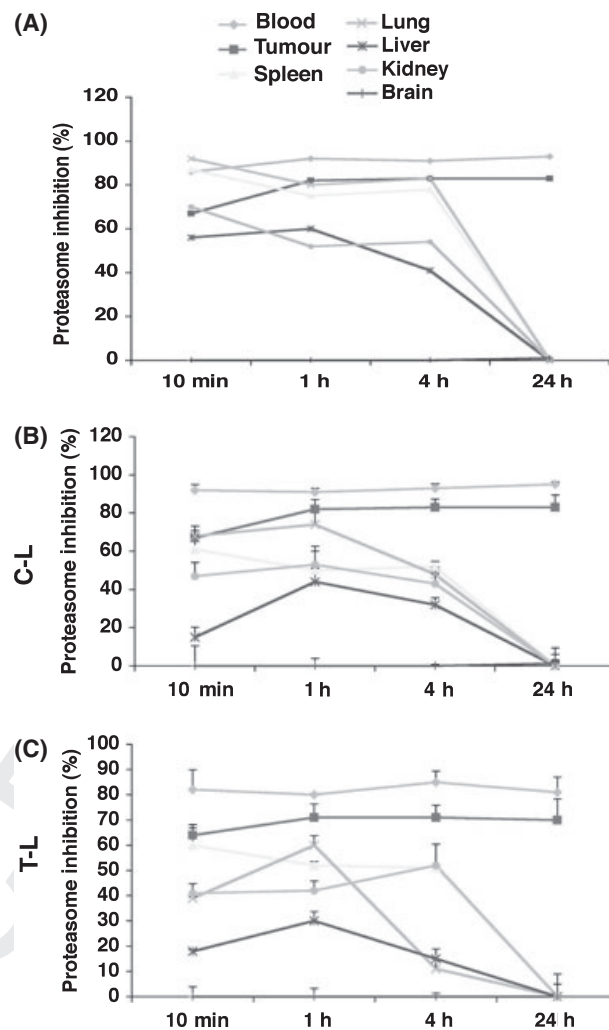 (A)
Blood
Tumour
Spleen
Lung
Liver
Kidney
Brain
Proteasome inhibition (%)
120
100
80
60
40
20
0
10 min 1 h 4 h 24 h
(B)
C-L
Proteasome inhibition (%)
120
100
80
60
40
20
0
10 min 1 h 4 h 24 h
(C)
T-L
Proteasome inhibition (%)
100
90
80
70
60
50
40
30
20
10
0
10 min 1 h 4 h 24 h